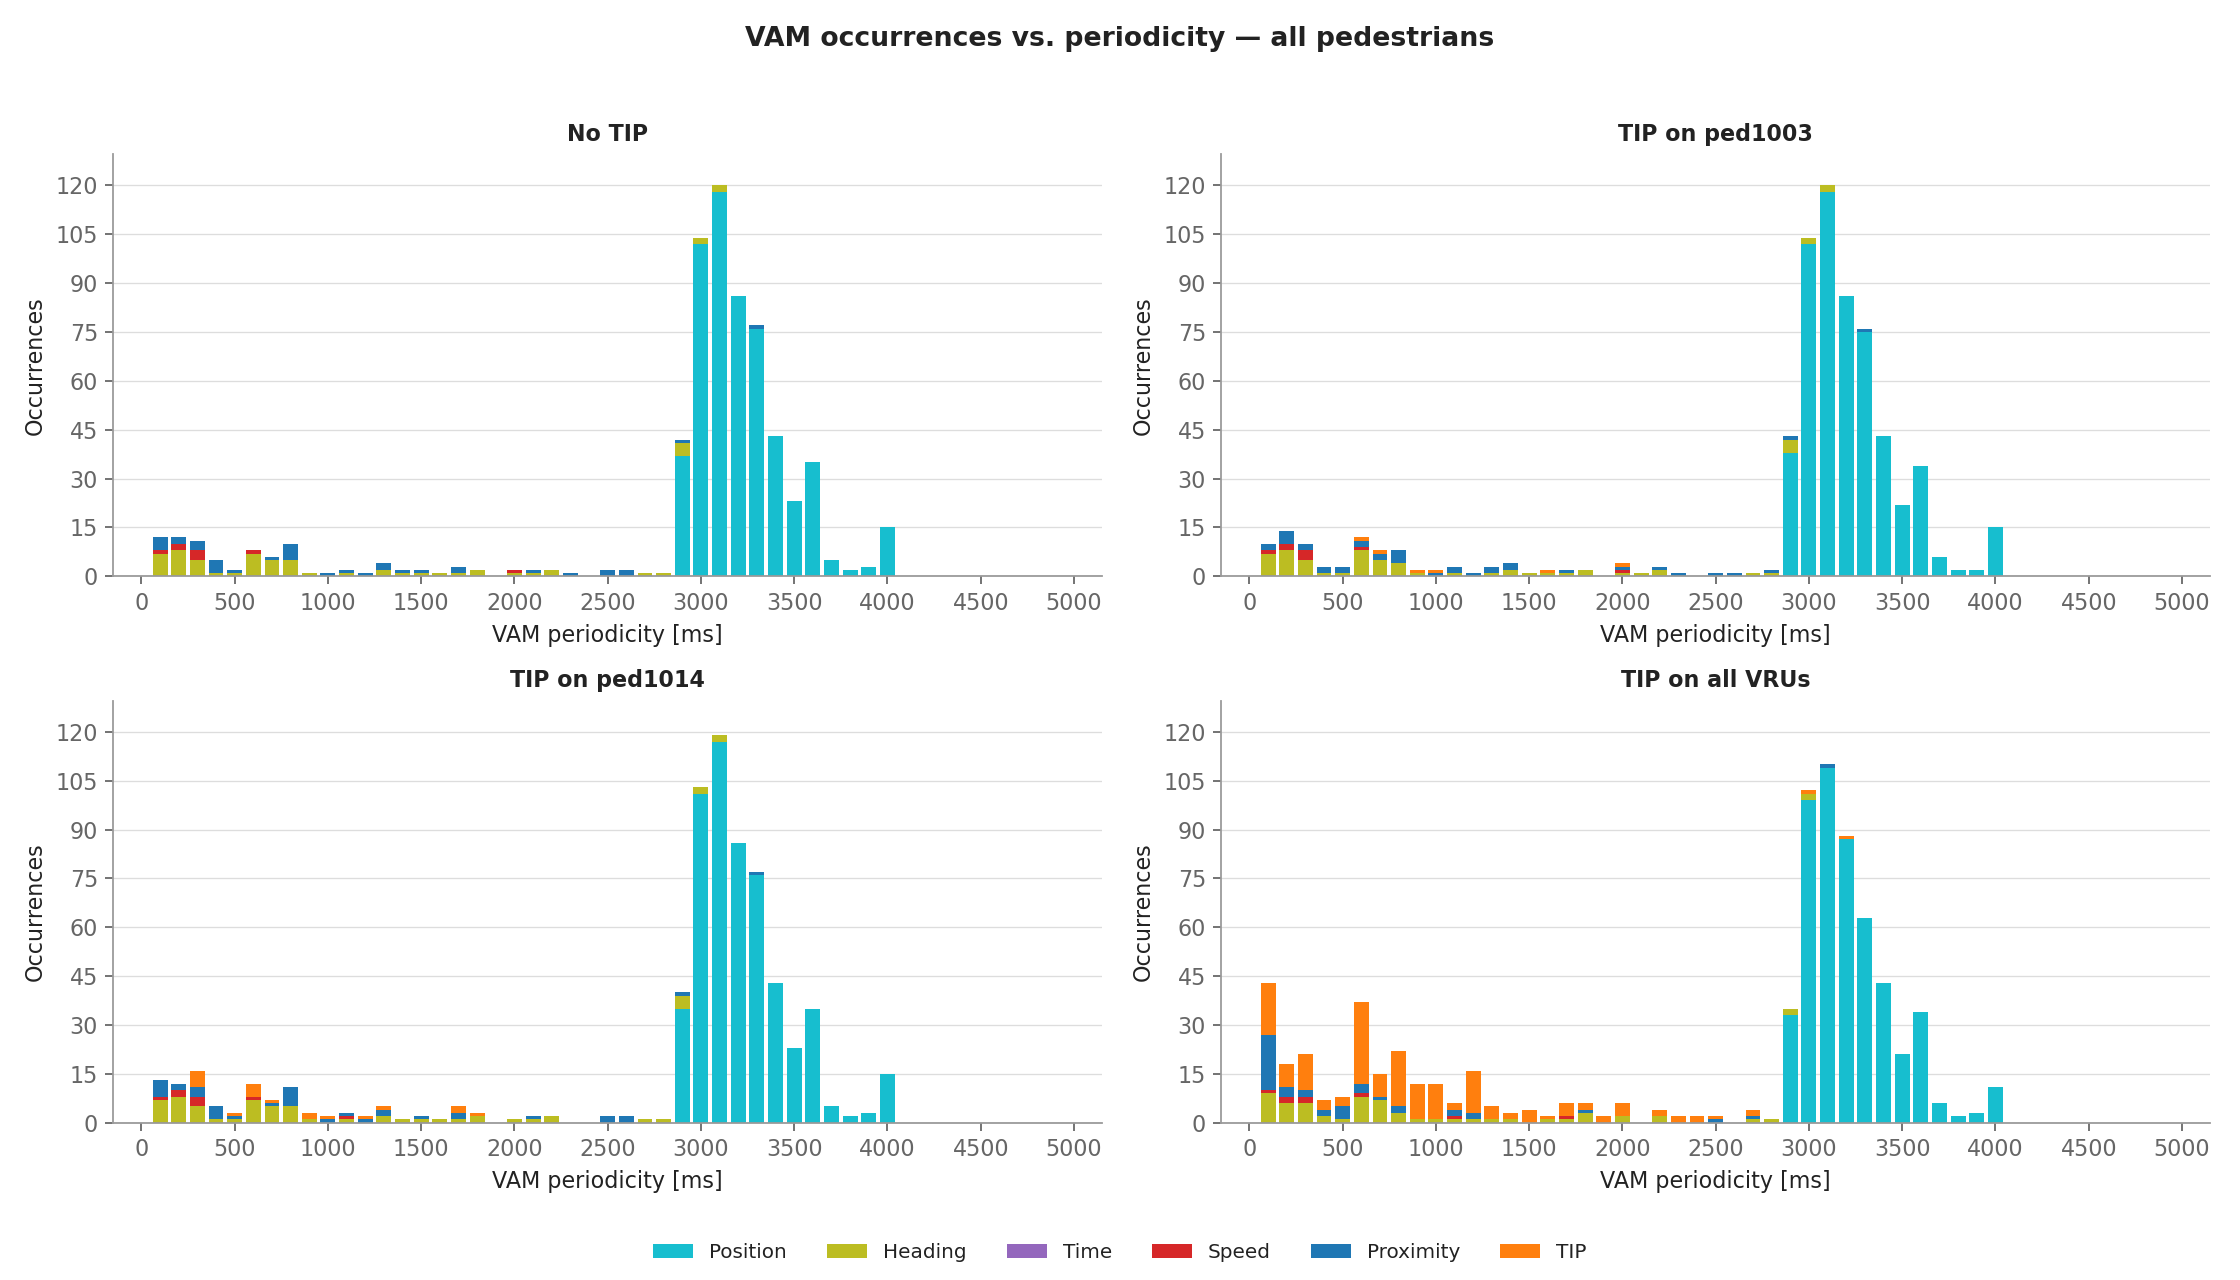 VAM occurrences vs. periodicity — all pedestrians
No TIP
120
105
90
75
60
45
30
15
0
Occurrences
0 500 1000 1500 2000 2500 3000 3500 4000 4500 5000
VAM periodicity [ms]
TIP on ped1003
120
105
90
75
60
45
30
15
0
Occurrences
0 500 1000 1500 2000 2500 3000 3500 4000 4500 5000
VAM periodicity [ms]
TIP on ped1014
120
105
90
75
60
45
30
15
0
Occurrences
0 500 1000 1500 2000 2500 3000 3500 4000 4500 5000
VAM periodicity [ms]
TIP on all VRUs
120
105
90
75
60
45
30
15
0
Occurrences
0 500 1000 1500 2000 2500 3000 3500 4000 4500 5000
VAM periodicity [ms]
Position Heading Time Speed Proximity TIP